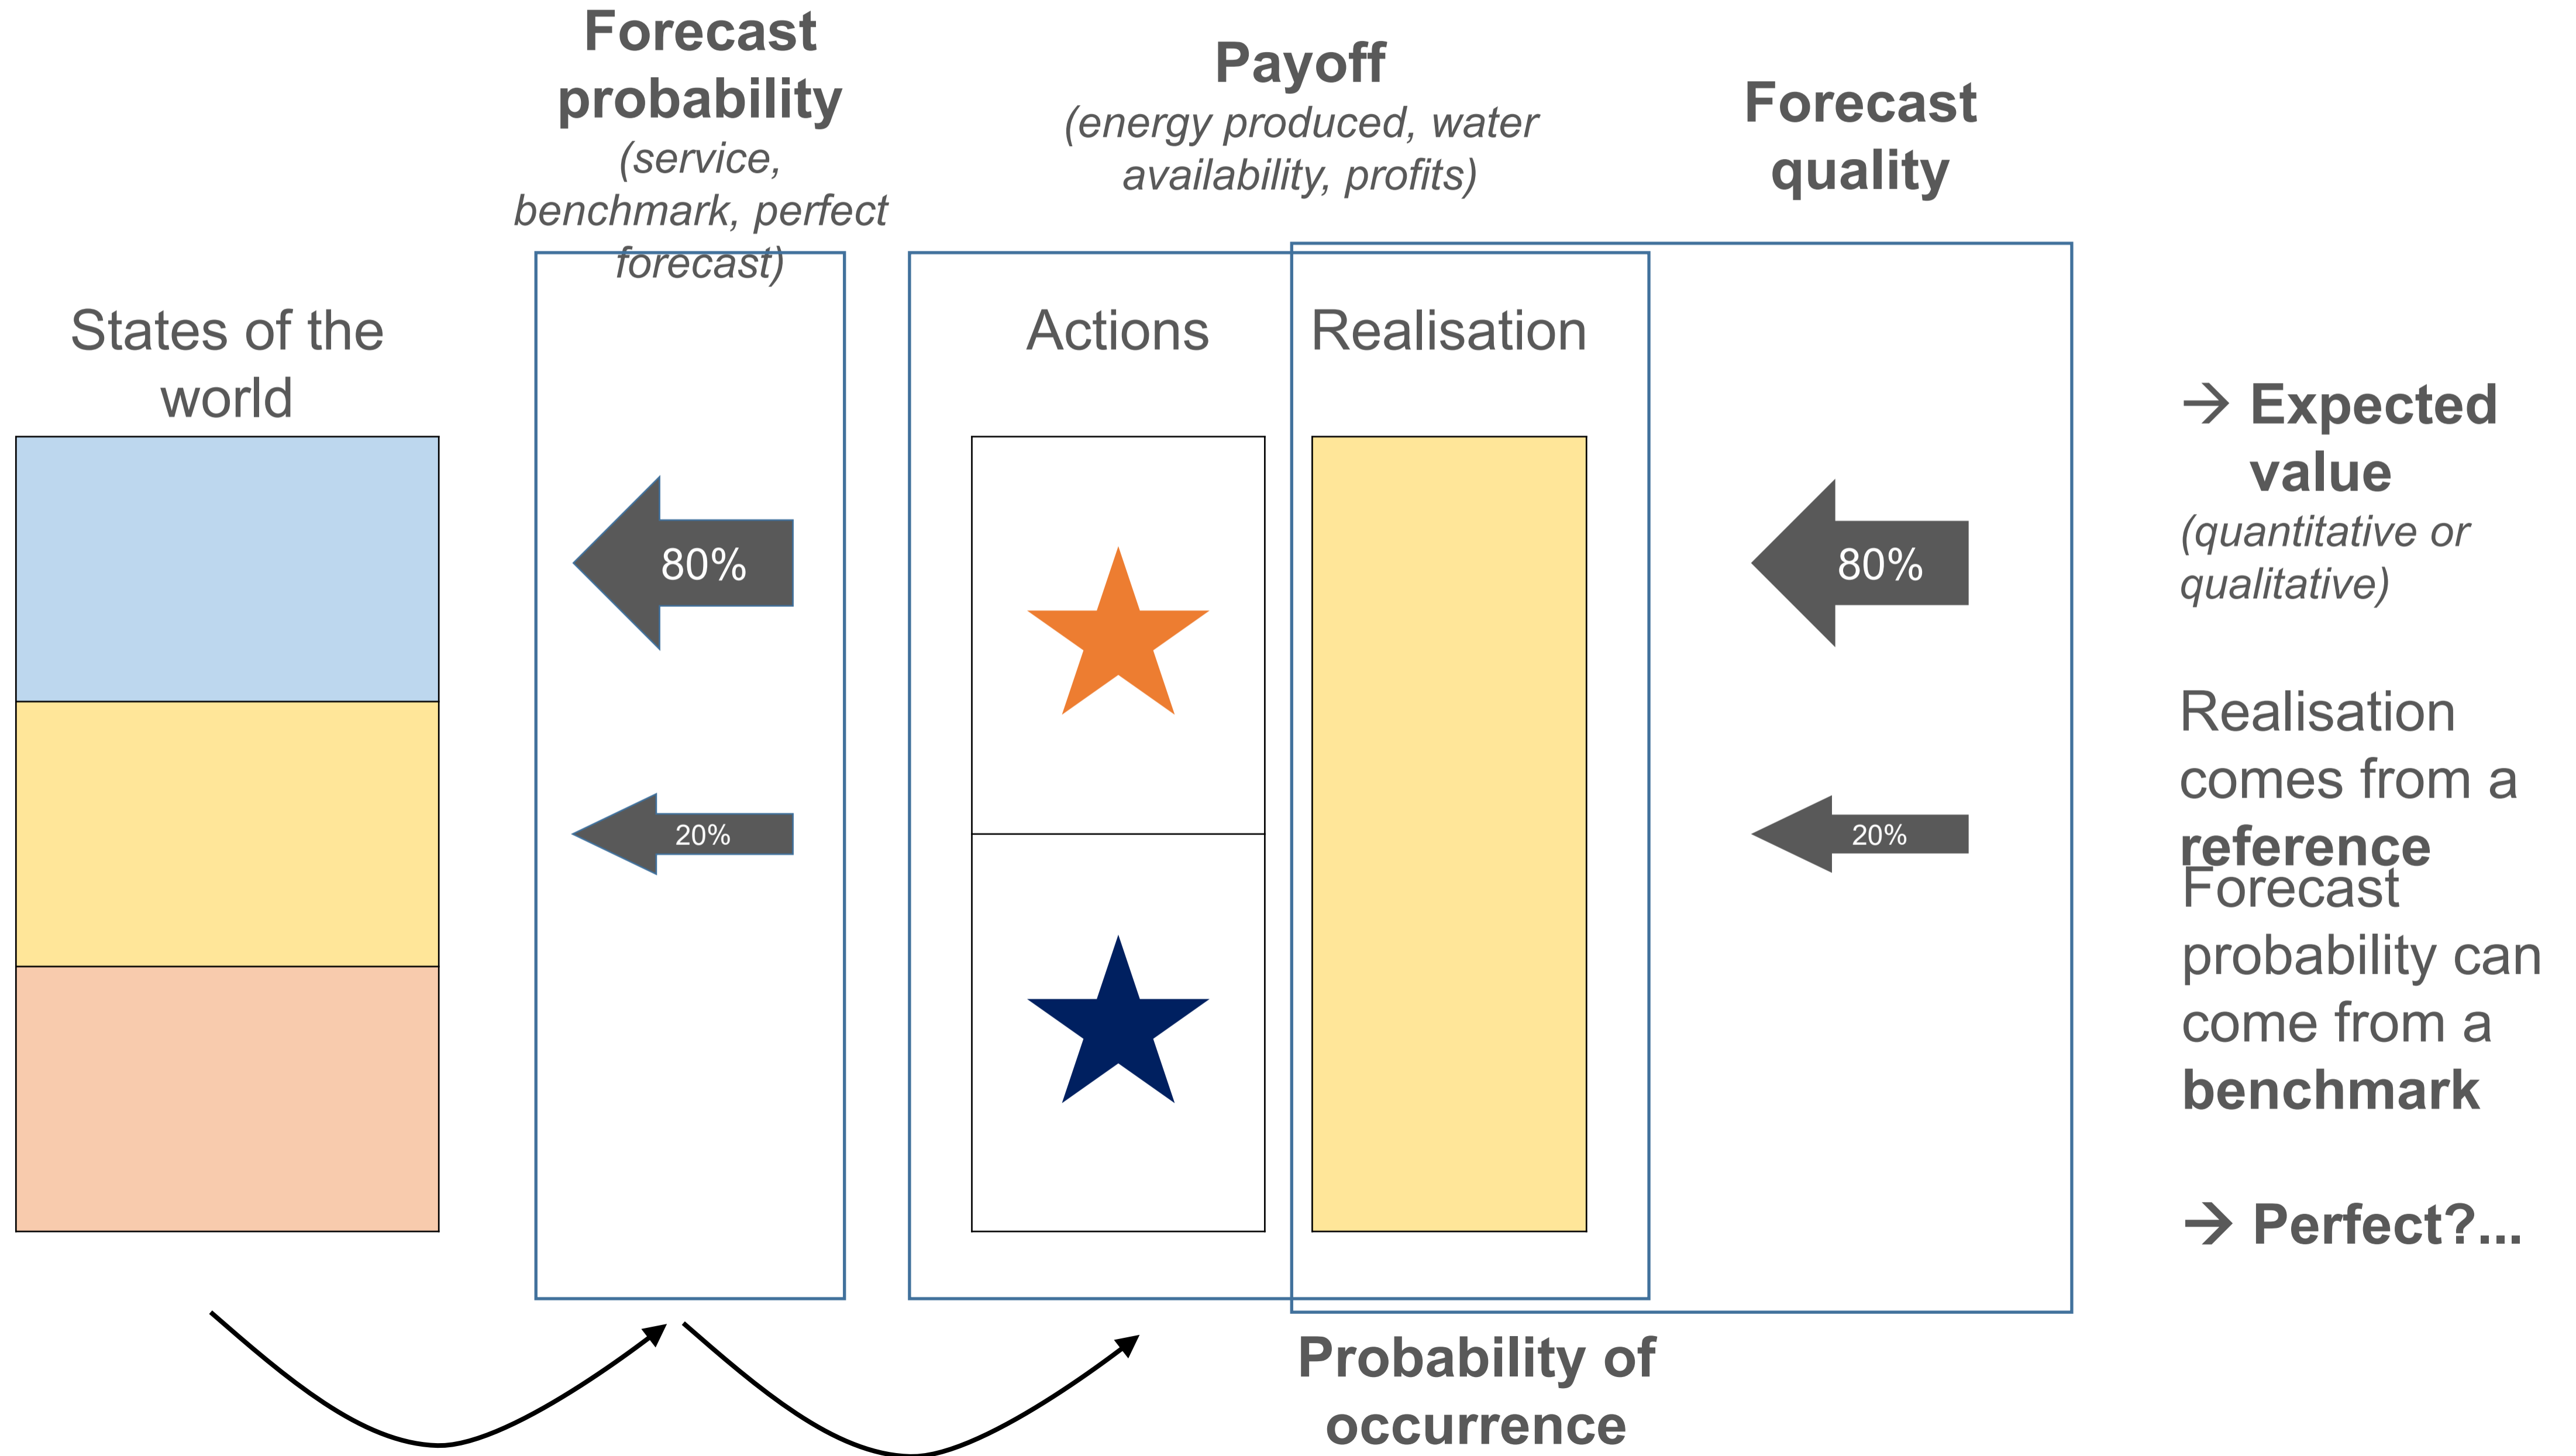 Forecast
probability
(service,
benchmark, perfect
forecast)
Payoff
(energy produced, water
availability, profits)
Forecast
quality
States of the
world
Actions
Realisation
80%
20%
80%
20%
→ Expected
value
(quantitative or
qualitative)
Realisation
comes from a
reference
Forecast
probability can
come from a
benchmark
→ Perfect?...
Probability of
occurrence